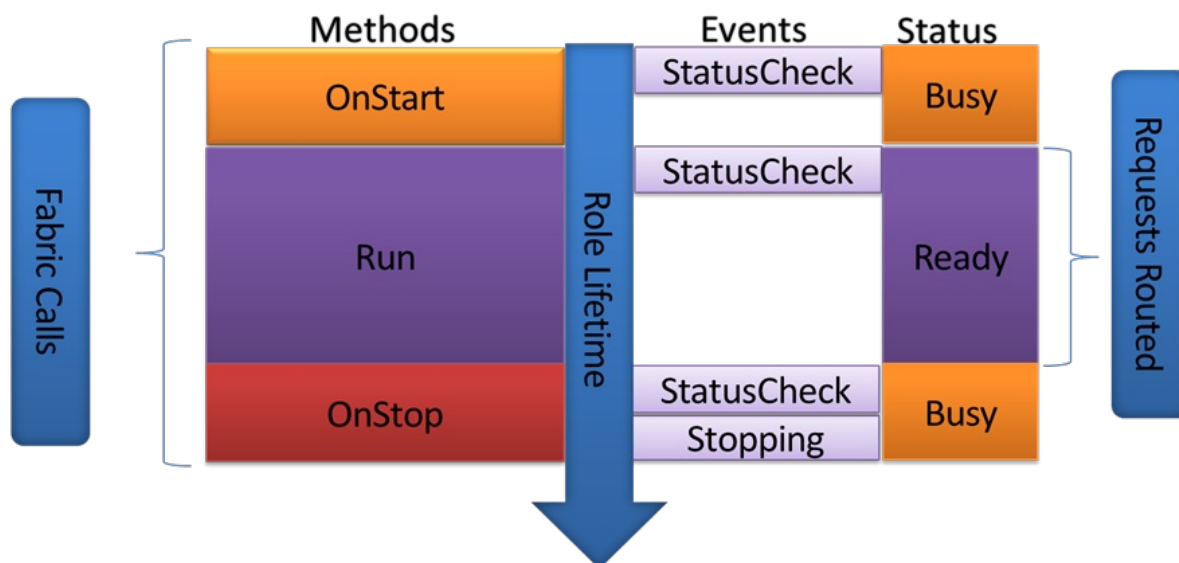 Methods
Events
Status
Fabric Calls
OnStart
Run
OnStop
Role Lifetime
StatusCheck
StatusCheck
StatusCheck
Stopping
Busy
Ready
Busy
Requests Routed